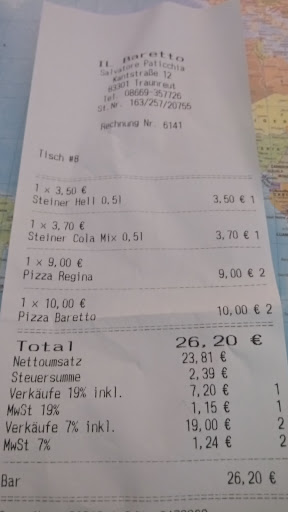 IL Baretto
Salvatore Paticchia
Kantstraße 12
83301 Traunreut
Tel. 08669-357726
St.Nr. 163/257/20755
Rechnung Nr. 6141
Tisch #8
1 x 3,50 €
Steiner Hell 0,5l 3,50 € 1
1 x 3,70 €
Steiner Cola Mix 0,5l 3,70 € 1
1 x 9,00 €
Pizza Regina 9,00 € 2
1 x 10,00 €
Pizza Baretto 10,00 € 2
Total 26,20 €
Nettoumsatz 23,81 €
Steuersumme 2,39 €
Verkäufe 19% inkl. 7,20 € 1
MwSt 19% 1,15 € 1
Verkäufe 7% inkl. 19,00 € 2
MwSt 7% 1,24 € 2
Bar 26,20 €